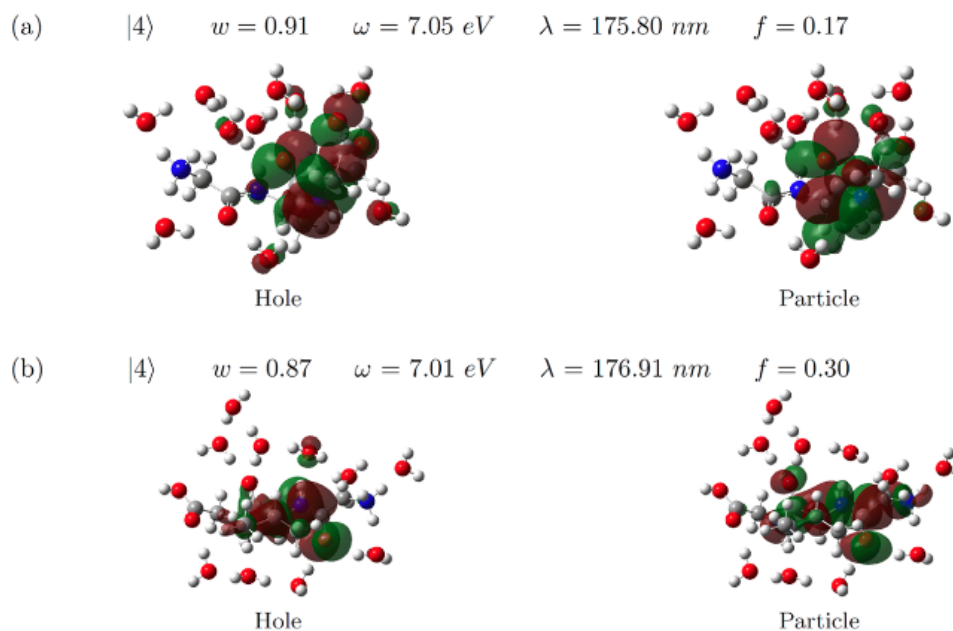 (a) |4⟩ w = 0.91 ω = 7.05 eV λ = 175.80 nm f = 0.17
Hole Particle
(b) |4⟩ w = 0.87 ω = 7.01 eV λ = 176.91 nm f = 0.30
Hole Particle